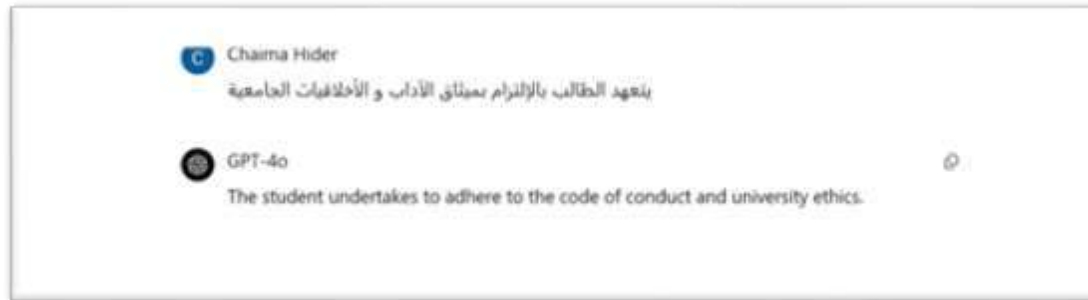 C
Chaima Hider
يتعهد الطالب بالإلتزام بميثاق الآداب و الأخلاقيات الجامعية
GPT-4o
The student undertakes to adhere to the code of conduct and university ethics.